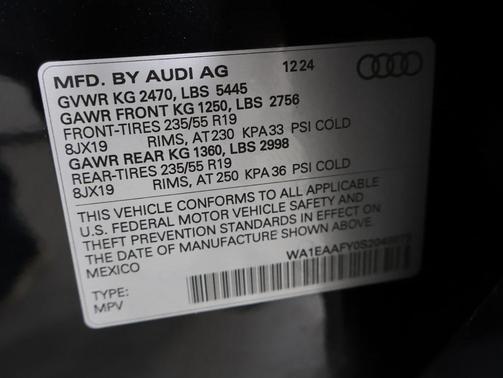 MFD. BY AUDI AG 12 24
GVWR KG 2470, LBS 5445
GAWR FRONT KG 1250, LBS 2756
FRONT-TIRES 235/55 R19
8JX19 RIMS, AT 230 KPA 33 PSI COLD
GAWR REAR KG 1360, LBS 2998
REAR-TIRES 235/55 R19
8JX19 RIMS, AT 250 KPA 36 PSI COLD
THIS VEHICLE CONFORMS TO ALL APPLICABLE
U.S. FEDERAL MOTOR VEHICLE SAFETY AND
THEFT PREVENTION STANDARDS IN EFFECT ON
THE DATE OF MANUFACTURE SHOWN ABOVE.
MEXICO
TYPE:
MPV